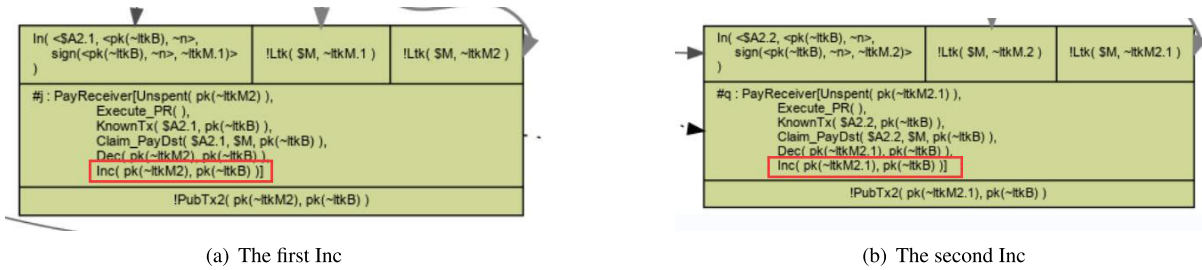 In( <$A2.1, <pk(~ltkB), ~n>,
sign(<pk(~ltkB), ~n>, ~ltkM.1)>
)
!Ltk( $M, ~ltkM.1 )
!Ltk( $M, ~ltkM2 )
#j : PayReceiver[Unspent( pk(~ltkM2) ),
Execute_PR( ),
KnownTx( $A2.1, pk(~ltkB) ),
Claim_PayDst( $A2.1, $M, pk(~ltkB) ),
Dec( pk(~ltkM2), pk(~ltkB) ),
Inc( pk(~ltkM2), pk(~ltkB) )]
!PubTx2( pk(~ltkM2), pk(~ltkB) )
(a) The first Inc
In( <$A2.2, <pk(~ltkB), ~n>,
sign(<pk(~ltkB), ~n>, ~ltkM.2)>
)
!Ltk( $M, ~ltkM.2 )
!Ltk( $M, ~ltkM2.1 )
#q : PayReceiver[Unspent( pk(~ltkM2.1) ),
Execute_PR( ),
KnownTx( $A2.2, pk(~ltkB) ),
Claim_PayDst( $A2.2, $M, pk(~ltkB) ),
Dec( pk(~ltkM2.1), pk(~ltkB) ),
Inc( pk(~ltkM2.1), pk(~ltkB) )]
!PubTx2( pk(~ltkM2.1), pk(~ltkB) )
(b) The second Inc